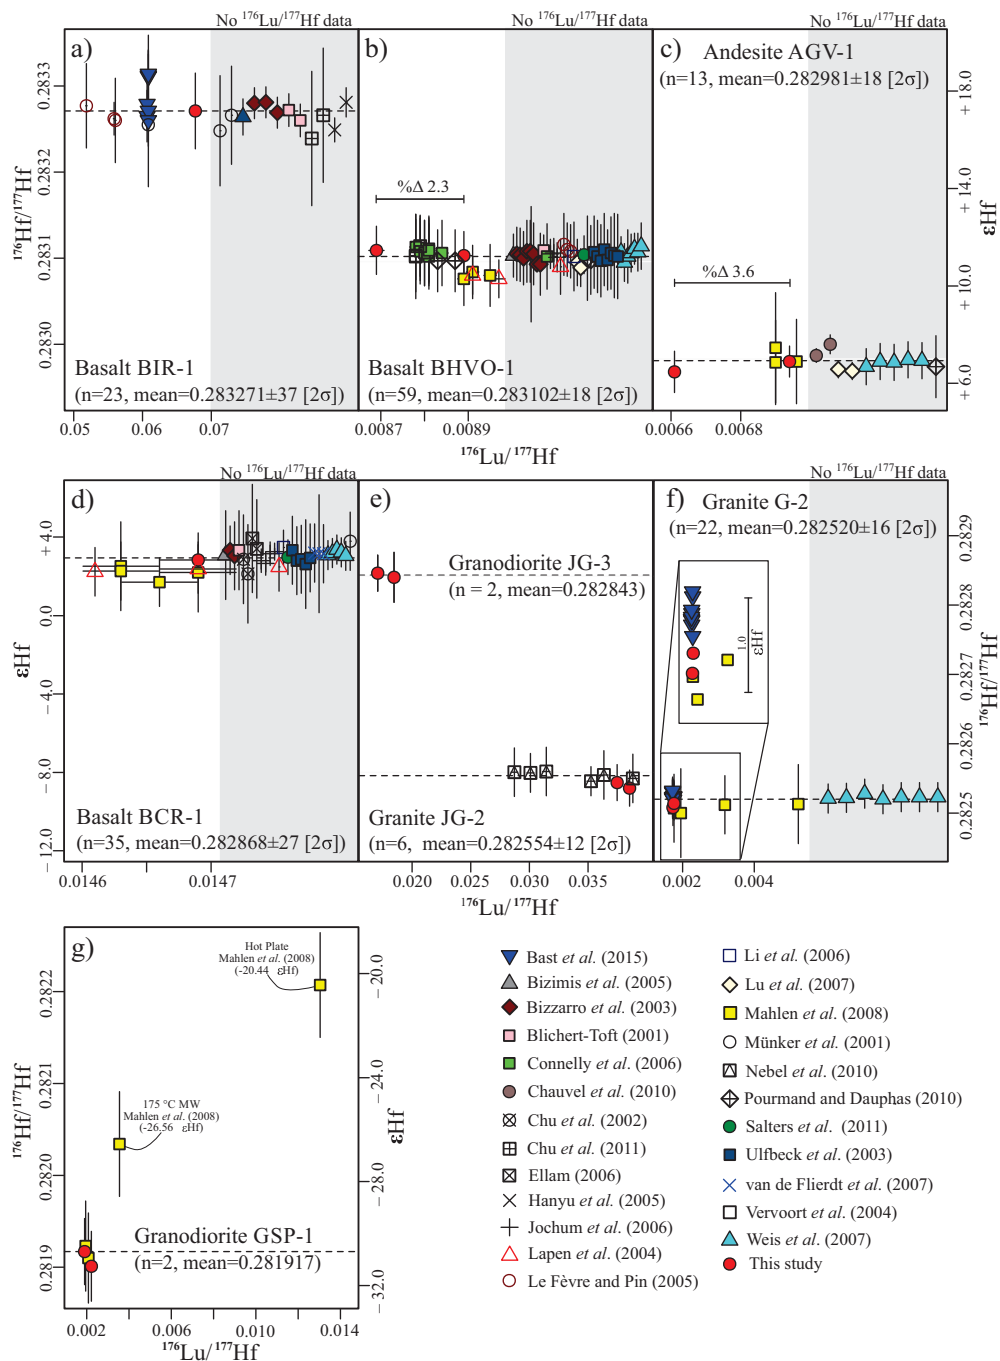 No ¹⁷⁶Lu/¹⁷⁷Hf data
No ¹⁷⁶Lu/¹⁷⁷Hf data
a)
b)
c) Andesite AGV-1
(n=13, mean=0.282981±18 [2σ])
%Δ 2.3
%Δ 3.6
Basalt BIR-1
(n=23, mean=0.283271±37 [2σ])
Basalt BHVO-1
(n=59, mean=0.283102±18 [2σ])
¹⁷⁶Hf/¹⁷⁷Hf
0.2833
0.2832
0.2831
0.2830
+ 18.0
+ 14.0
+ 10.0
+ 6.0
εHf
0.05 0.06 0.07
0.0087 0.0089
0.0066 0.0068
¹⁷⁶Lu/¹⁷⁷Hf
No ¹⁷⁶Lu/¹⁷⁷Hf data
No ¹⁷⁶Lu/¹⁷⁷Hf data
d)
e)
f) Granite G-2
(n=22, mean=0.282520±16 [2σ])
Granodiorite JG-3
(n = 2, mean=0.282843)
1.0
εHf
Basalt BCR-1
(n=35, mean=0.282868±27 [2σ])
Granite JG-2
(n=6, mean=0.282554±12 [2σ])
εHf
+ 4.0
0.0
− 4.0
− 8.0
− 12.0
0.2829
0.2828
0.2827
0.2826
0.2825
¹⁷⁶Hf/¹⁷⁷Hf
0.0146 0.0147
0.020 0.025 0.030 0.035
0.002 0.004
¹⁷⁶Lu/¹⁷⁷Hf
g)
Hot Plate
Mahlen et al. (2008)
(-20.44 εHf)
175 °C MW
Mahlen et al. (2008)
(-26.56 εHf)
Granodiorite GSP-1
(n=2, mean=0.281917)
¹⁷⁶Hf/¹⁷⁷Hf
0.2822
0.2821
0.2820
0.2819
−20.0
−24.0
−28.0
−32.0
εHf
0.002 0.006 0.010 0.014
¹⁷⁶Lu/¹⁷⁷Hf
Bast et al. (2015)
Bizimis et al. (2005)
Bizzarro et al. (2003)
Blichert-Toft (2001)
Connelly et al. (2006)
Chauvel et al. (2010)
Chu et al. (2002)
Chu et al. (2011)
Ellam (2006)
Hanyu et al. (2005)
Jochum et al. (2006)
Lapen et al. (2004)
Le Fèvre and Pin (2005)
Li et al. (2006)
Lu et al. (2007)
Mahlen et al. (2008)
Münker et al. (2001)
Nebel et al. (2010)
Pourmand and Dauphas (2010)
Salters et al. (2011)
Ulfbeck et al. (2003)
van de Flierdt et al. (2007)
Vervoort et al. (2004)
Weis et al. (2007)
This study